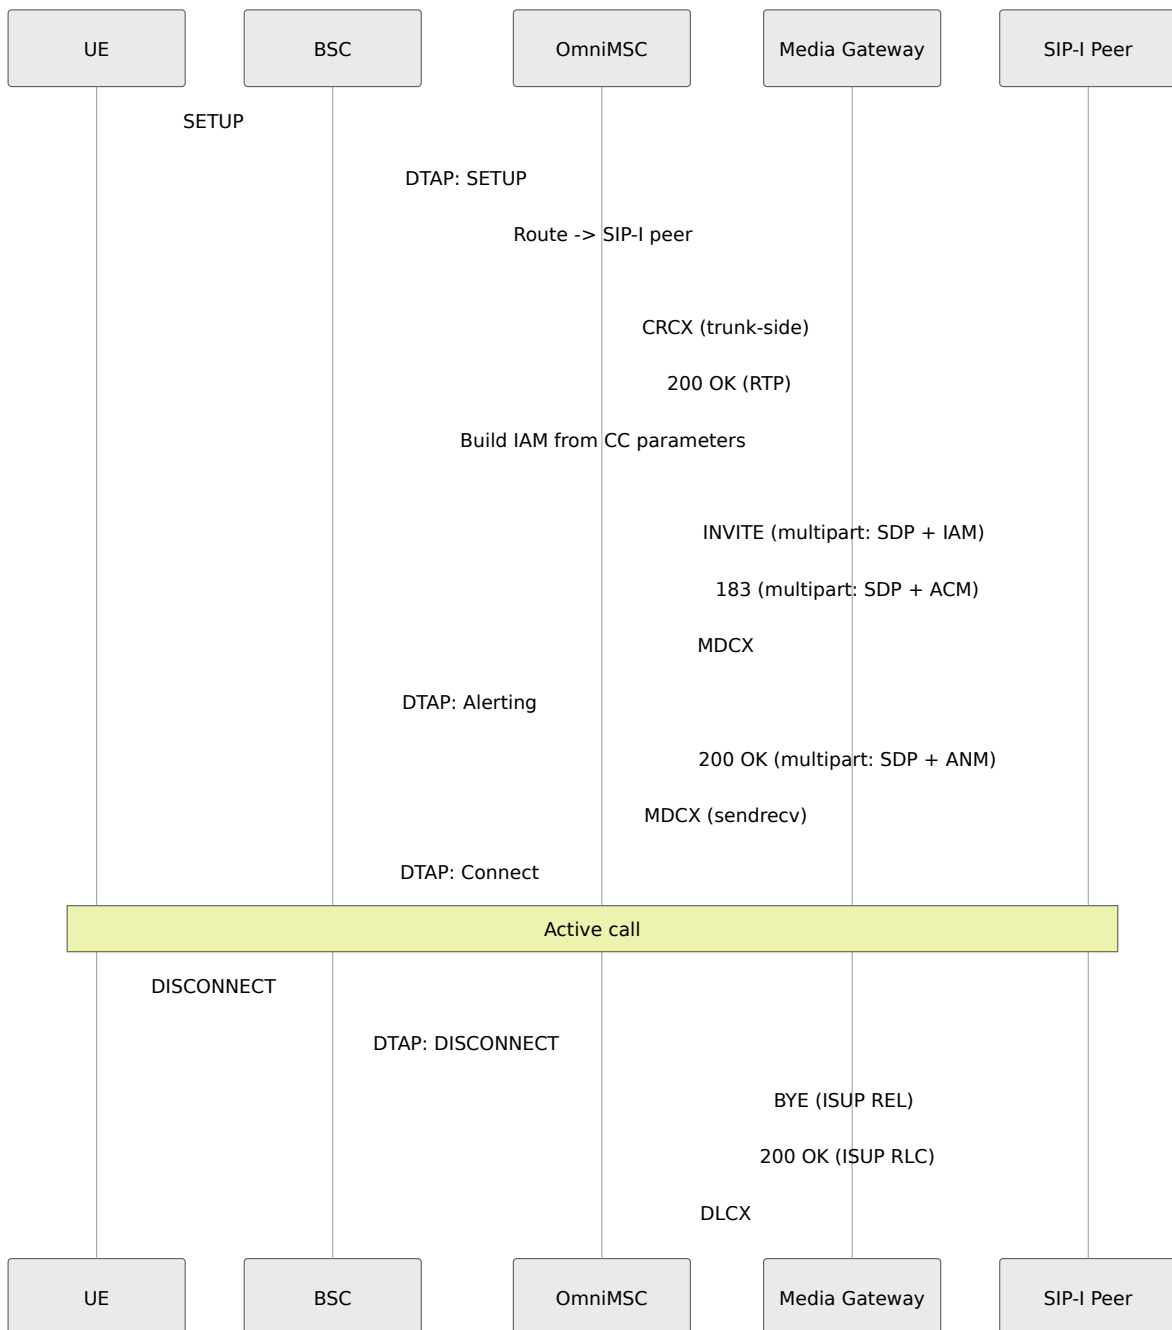 UE
BSC
OmniMSC
Media Gateway
SIP-I Peer
SETUP
DTAP: SETUP
Route -> SIP-I peer
CRCX (trunk-side)
200 OK (RTP)
Build IAM from CC parameters
INVITE (multipart: SDP + IAM)
183 (multipart: SDP + ACM)
MDCX
DTAP: Alerting
200 OK (multipart: SDP + ANM)
MDCX (sendrecv)
DTAP: Connect
Active call
DISCONNECT
DTAP: DISCONNECT
BYE (ISUP REL)
200 OK (ISUP RLC)
DLCX
UE
BSC
OmniMSC
Media Gateway
SIP-I Peer